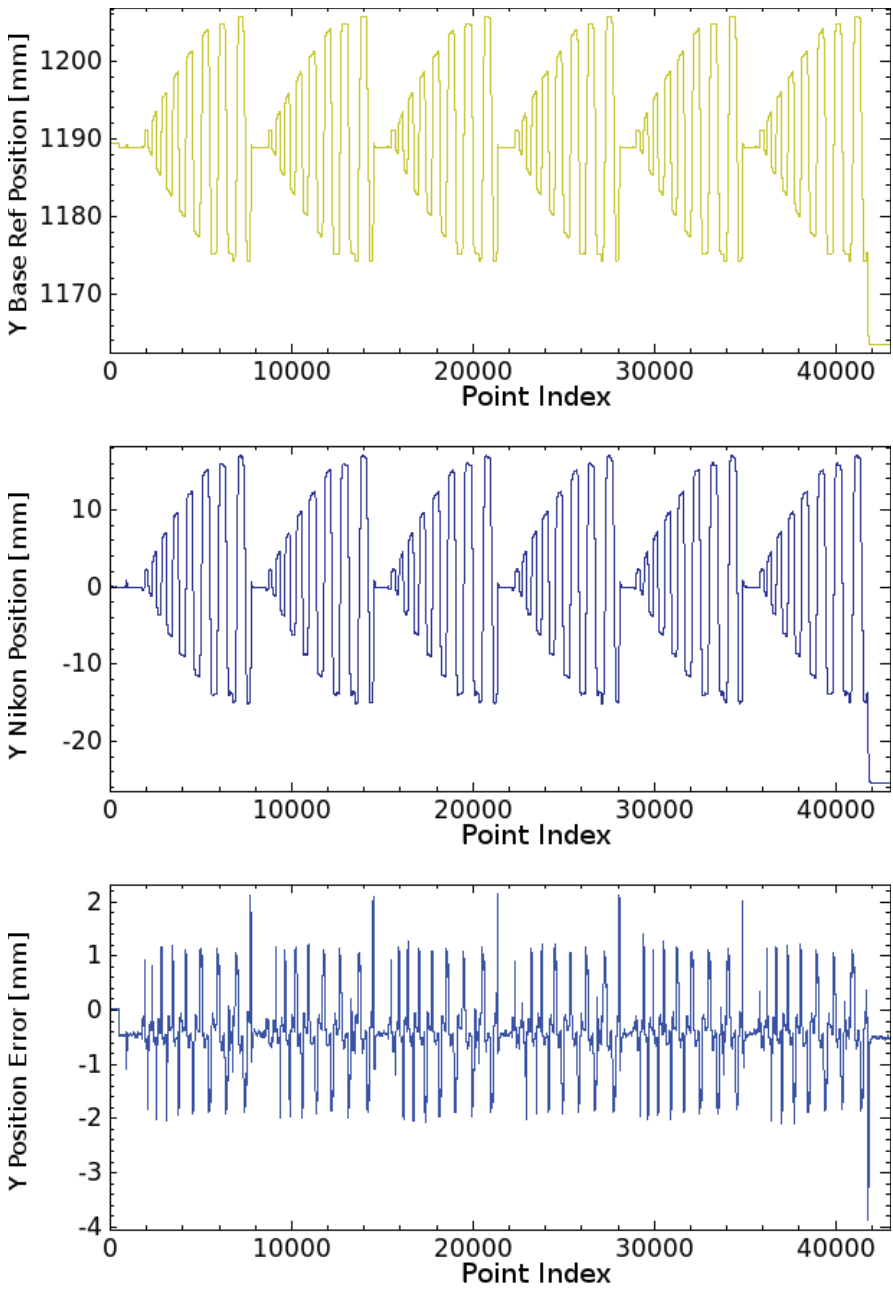 Y Base Ref Position [mm]
1200
1190
1180
1170
0 10000 20000 30000 40000
Point Index
Y Nikon Position [mm]
10
0
-10
-20
0 10000 20000 30000 40000
Point Index
Y Position Error [mm]
2
1
0
-1
-2
-3
-4
0 10000 20000 30000 40000
Point Index